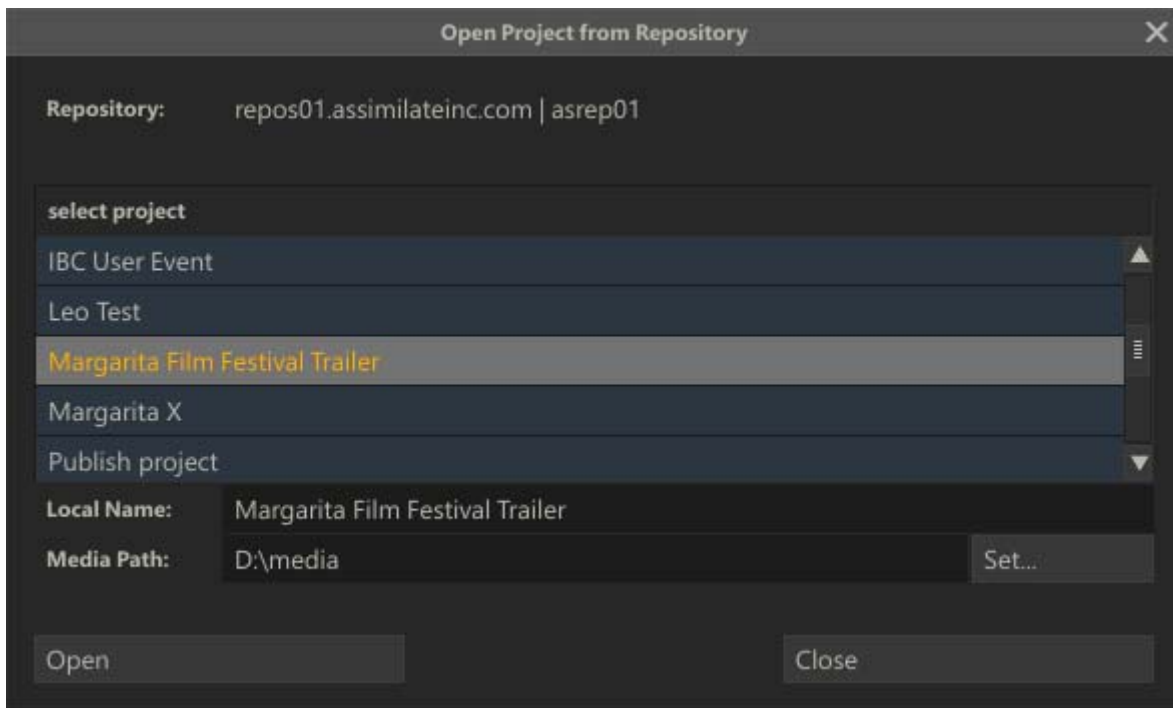 Open Project from Repository
Repository: repos01.assimilateinc.com | asrep01
select project
IBC User Event
Leo Test
Margarita Film Festival Trailer
Margarita X
Publish project
Local Name: Margarita Film Festival Trailer
Media Path: D:\media Set...
Open Close